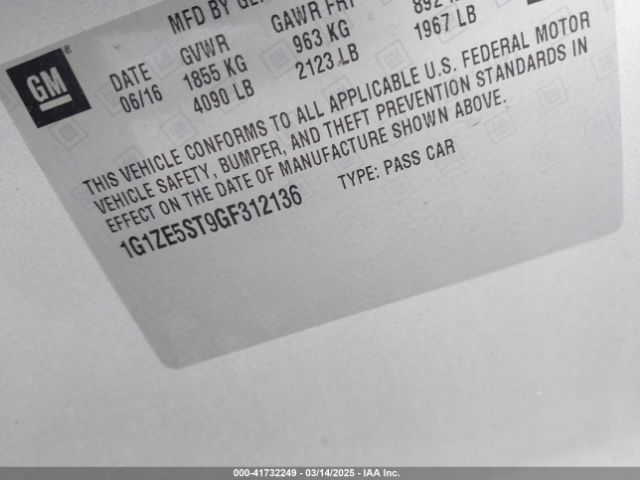 MFD BY
GM
®
DATE GVWR GAWR FRT
06/16 1855 KG 963 KG 892
4090 LB 2123 LB 1967 LB
THIS VEHICLE CONFORMS TO ALL APPLICABLE U.S. FEDERAL MOTOR
VEHICLE SAFETY, BUMPER, AND THEFT PREVENTION STANDARDS IN
EFFECT ON THE DATE OF MANUFACTURE SHOWN ABOVE.
1G1ZE5ST9GF312136 TYPE: PASS CAR
000-41732249 - 03/14/2025 - IAA Inc.